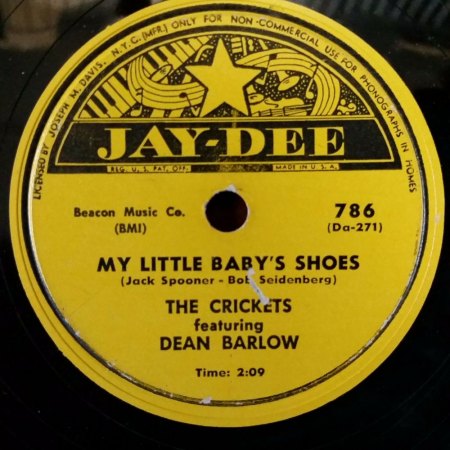 LICENSED BY JOSEPH M. DAVIS, N.Y.C. (MFR.) ONLY FOR NON-COMMERCIAL USE FOR PHONOGRAPHS IN HOMES
JAY-DEE
REG. U.S. PAT. OFF. MADE IN U.S.A.
Beacon Music Co. 786
(BMI) (Da-271)
MY LITTLE BABY'S SHOES
(Jack Spooner - Bob Seidenberg)
THE CRICKETS
featuring
DEAN BARLOW
Time: 2:09